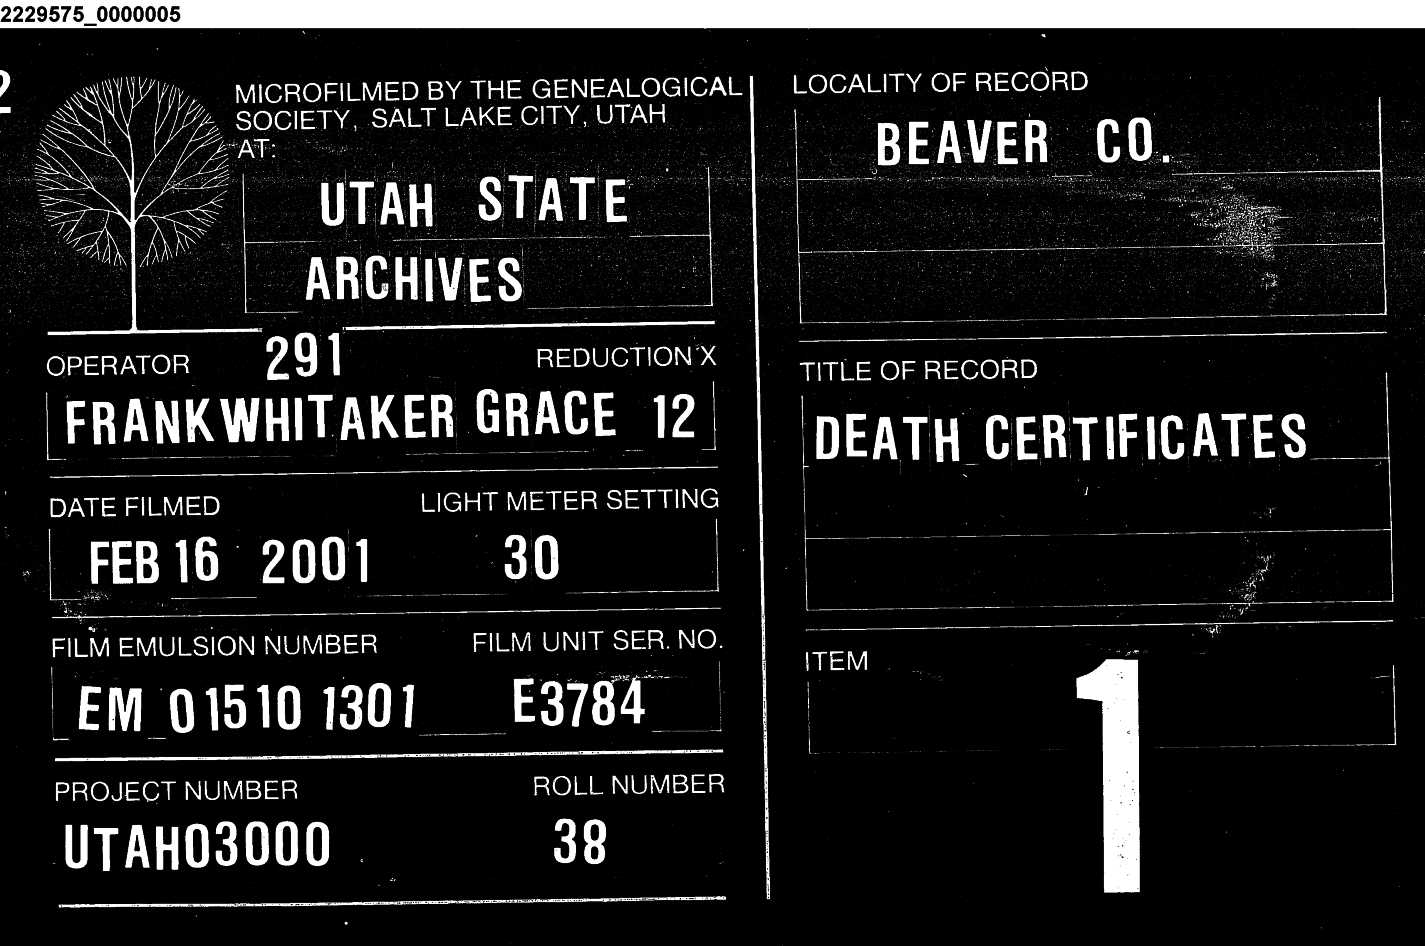 2229575_0000005
2
MICROFILMED BY THE GENEALOGICAL
SOCIETY, SALT LAKE CITY, UTAH
AT:
UTAH STATE
ARCHIVES
OPERATOR 291 REDUCTION X
FRANK WHITAKER GRACE 12
DATE FILMED LIGHT METER SETTING
FEB 16 2001 30
FILM EMULSION NUMBER FILM UNIT SER. NO.
EM 01510 1301 E3784
PROJECT NUMBER ROLL NUMBER
UTAH03000 38
LOCALITY OF RECORD
BEAVER CO.
TITLE OF RECORD
DEATH CERTIFICATES
ITEM
1